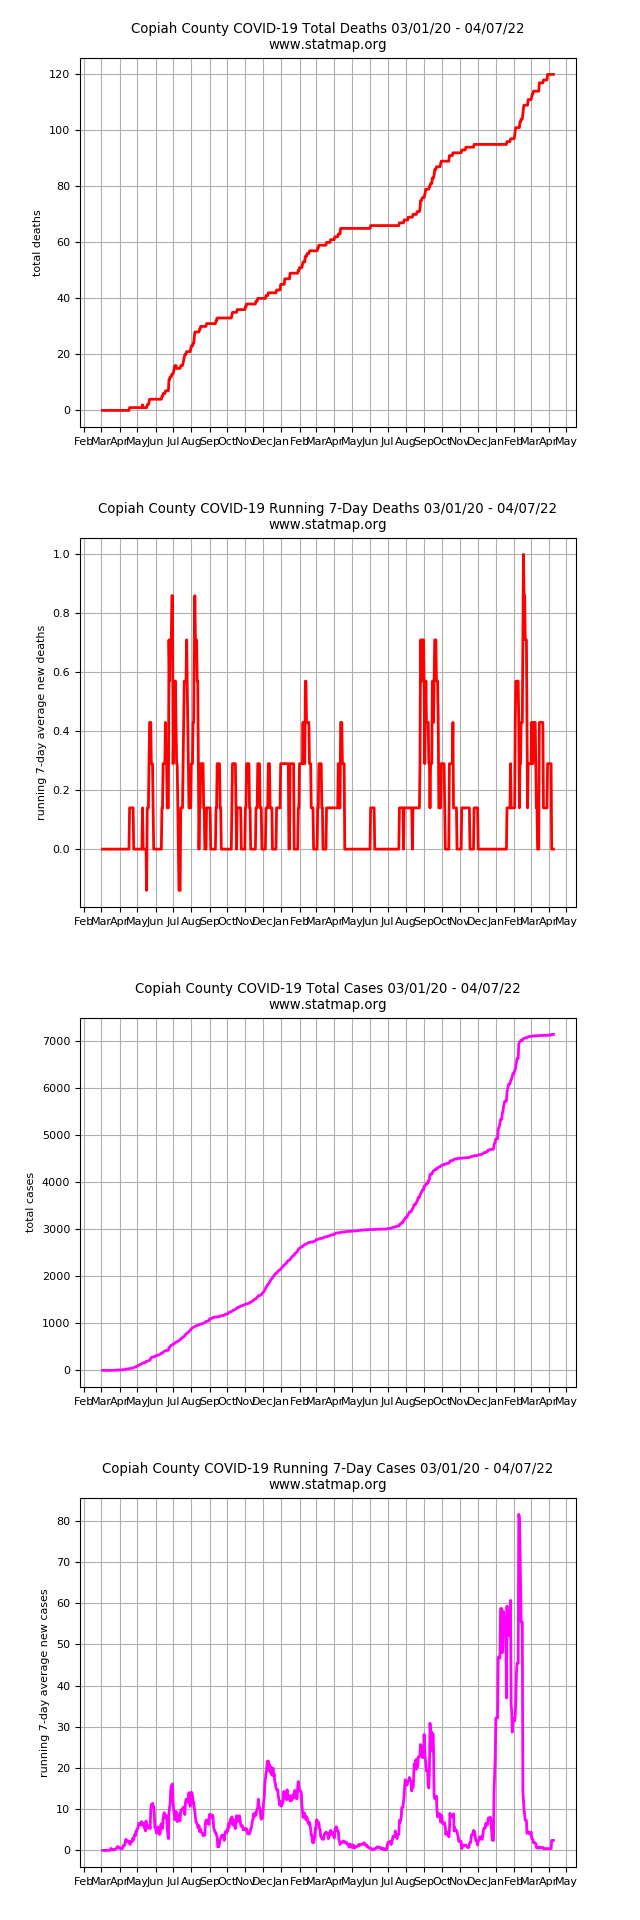 Copiah County COVID-19 Total Deaths 03/01/20 - 04/07/22
www.statmap.org
total deaths
120
100
80
60
40
20
0
Feb Mar Apr May Jun Jul Aug Sep Oct Nov Dec Jan Feb Mar Apr May Jun Jul Aug Sep Oct Nov Dec Jan Feb Mar Apr May
Copiah County COVID-19 Running 7-Day Deaths 03/01/20 - 04/07/22
www.statmap.org
running 7-day average new deaths
1.0
0.8
0.6
0.4
0.2
0.0
Feb Mar Apr May Jun Jul Aug Sep Oct Nov Dec Jan Feb Mar Apr May Jun Jul Aug Sep Oct Nov Dec Jan Feb Mar Apr May
Copiah County COVID-19 Total Cases 03/01/20 - 04/07/22
www.statmap.org
total cases
7000
6000
5000
4000
3000
2000
1000
0
Feb Mar Apr May Jun Jul Aug Sep Oct Nov Dec Jan Feb Mar Apr May Jun Jul Aug Sep Oct Nov Dec Jan Feb Mar Apr May
Copiah County COVID-19 Running 7-Day Cases 03/01/20 - 04/07/22
www.statmap.org
running 7-day average new cases
80
70
60
50
40
30
20
10
0
Feb Mar Apr May Jun Jul Aug Sep Oct Nov Dec Jan Feb Mar Apr May Jun Jul Aug Sep Oct Nov Dec Jan Feb Mar Apr May